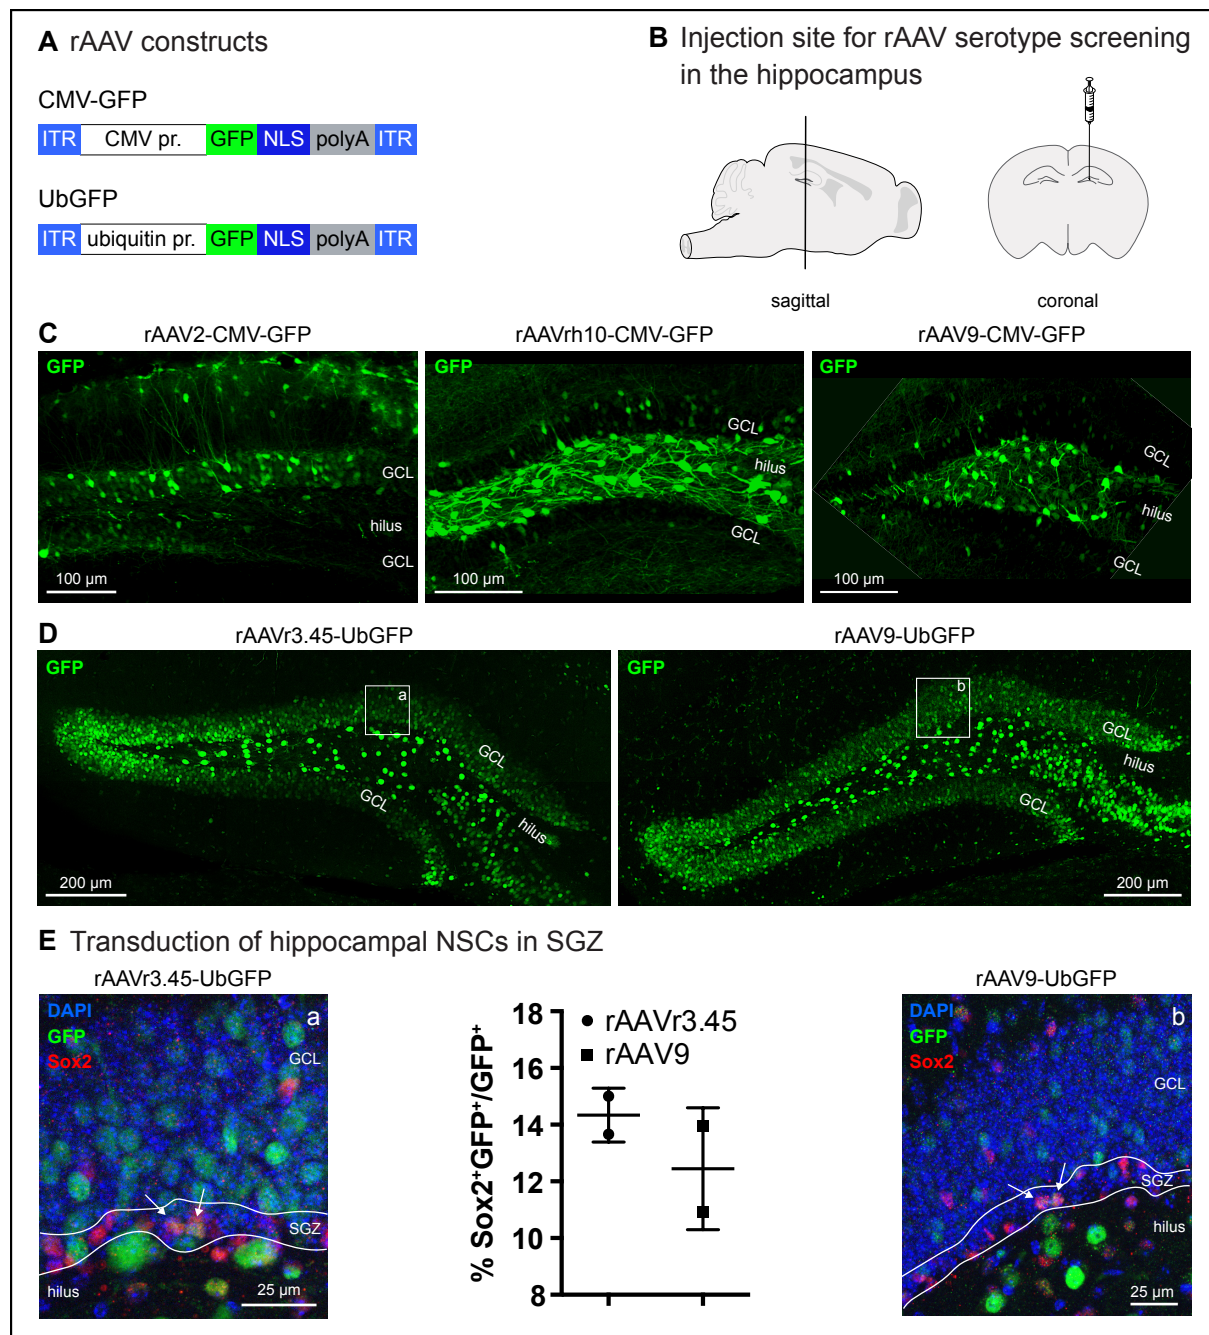 A rAAV constructs
CMV-GFP
ITR CMV pr. GFP NLS polyA ITR
UbGFP
ITR ubiquitin pr. GFP NLS polyA ITR
B Injection site for rAAV serotype screening
in the hippocampus
sagittal
coronal
C
rAAV2-CMV-GFP
GFP
GCL
hilus
GCL
100 µm
rAAVrh10-CMV-GFP
GFP
GCL
hilus
GCL
100 µm
rAAV9-CMV-GFP
GFP
GCL
hilus
GCL
100 µm
D
rAAVr3.45-UbGFP
GFP
a
GCL
GCL
hilus
200 µm
rAAV9-UbGFP
b
GCL
hilus
GCL
200 µm
E Transduction of hippocampal NSCs in SGZ
rAAVr3.45-UbGFP
DAPI
GFP
Sox2
a
GCL
SGZ
hilus
25 µm
% Sox2⁺GFP⁺/GFP⁺
18
16
14
12
10
8
rAAVr3.45
rAAV9
rAAV9-UbGFP
DAPI
GFP
Sox2
b
GCL
SGZ
hilus
25 µm